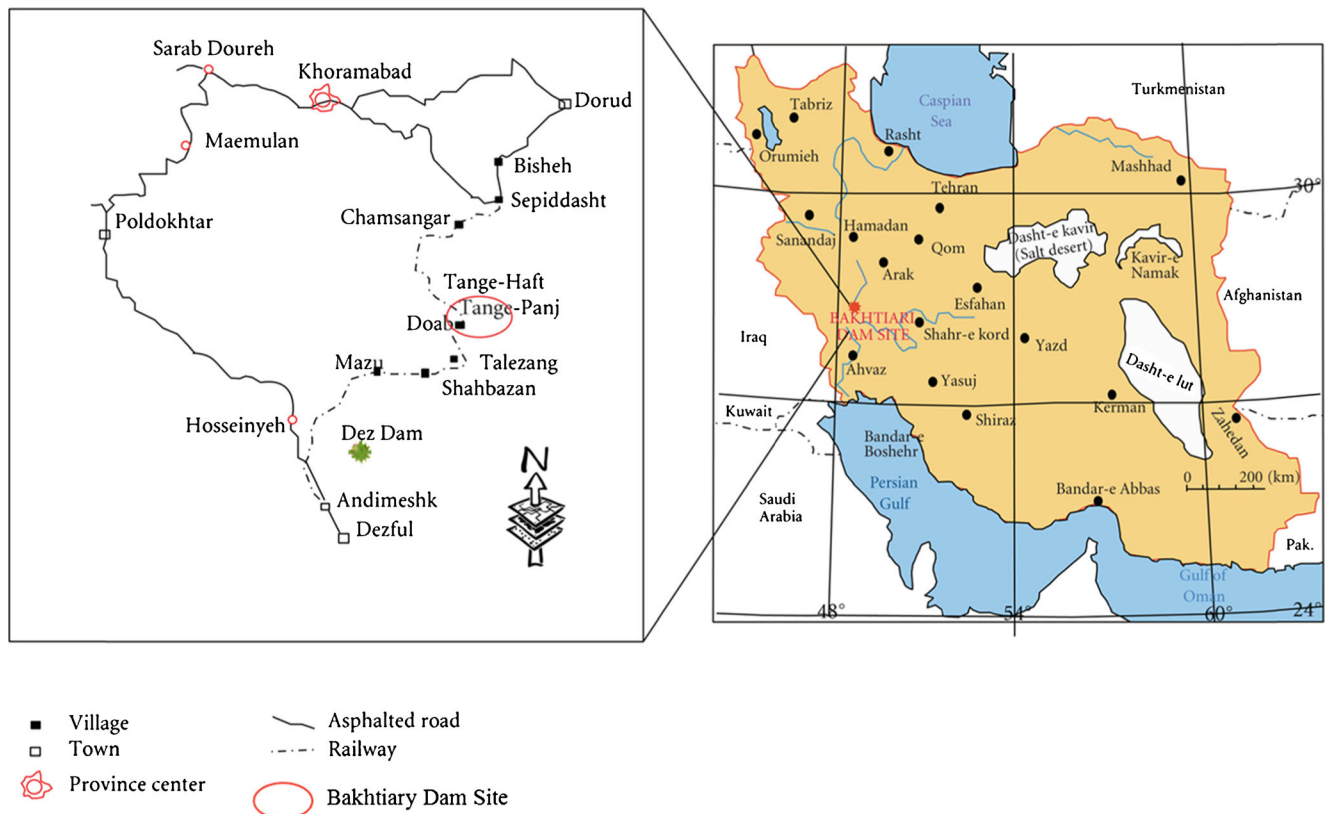 Sarab Doureh
Khoramabad
Dorud
Maemulan
Bisheh
Sepiddasht
Chamsangar
Poldokhtar
Tange-Haft
Tange-Panj
Doab
Talezang
Mazu
Shahbazan
Hosseinyeh
Dez Dam
N
Andimeshk
Dezful
Turkmenistan
Caspian
Sea
Tabriz
Orumieh
Rasht
Mashhad
30°
Tehran
Sanandaj
Hamadan
Qom
Dasht-e kavir
(Salt desert)
Kavir-e
Namak
Arak
Esfahan
Afghanistan
BAKHTIARI
DAM SITE
Shahr-e kord
Iraq
Yazd
Ahvaz
Dasht-e lut
Yasuj
Kerman
Kuwait
Shiraz
Zahedan
Bandar-e
Boshehr
0 200 (km)
Persian
Gulf
Bandar-e Abbas
Saudi
Arabia
Pak.
Gulf of
Oman
48°
54°
60°
24°
Village
Town
Province center
Asphalted road
Railway
Bakhtiary Dam Site